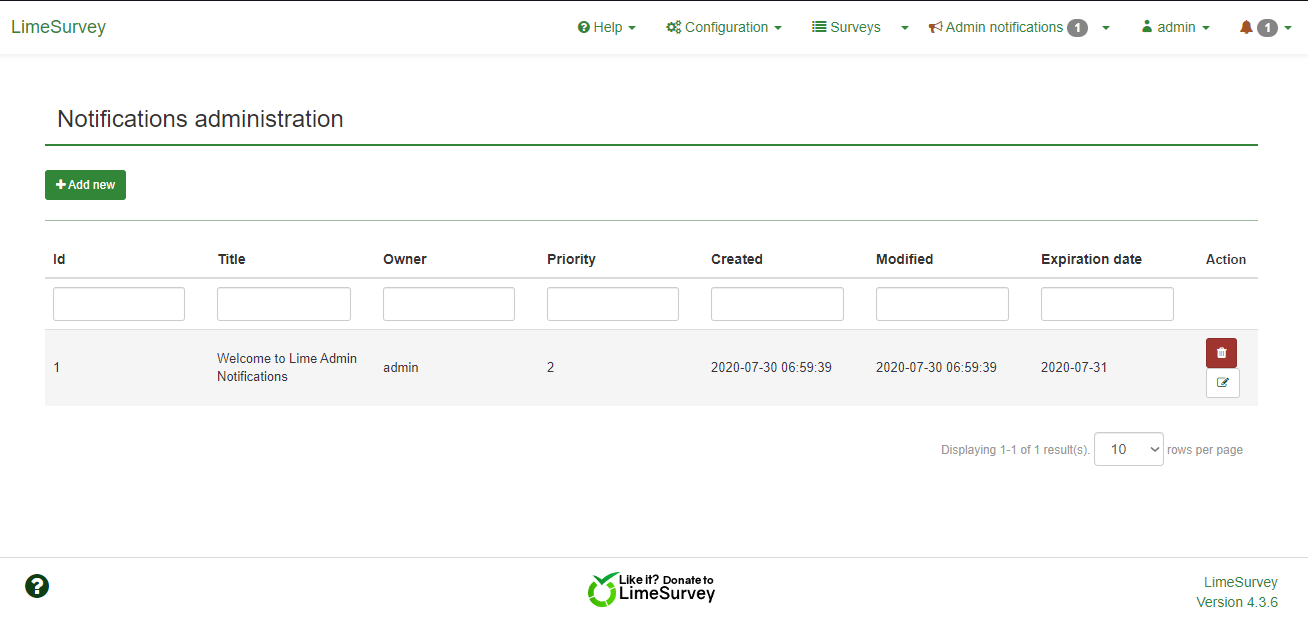 LimeSurvey
Help
Configuration
Surveys
Admin notifications 1
admin
1
Notifications administration
Add new
Id Title Owner Priority Created Modified Expiration date Action
1 Welcome to Lime Admin Notifications admin 2 2020-07-30 06:59:39 2020-07-30 06:59:39 2020-07-31
Displaying 1-1 of 1 result(s). 10 rows per page
?
Like it? Donate to
LimeSurvey
LimeSurvey
Version 4.3.6